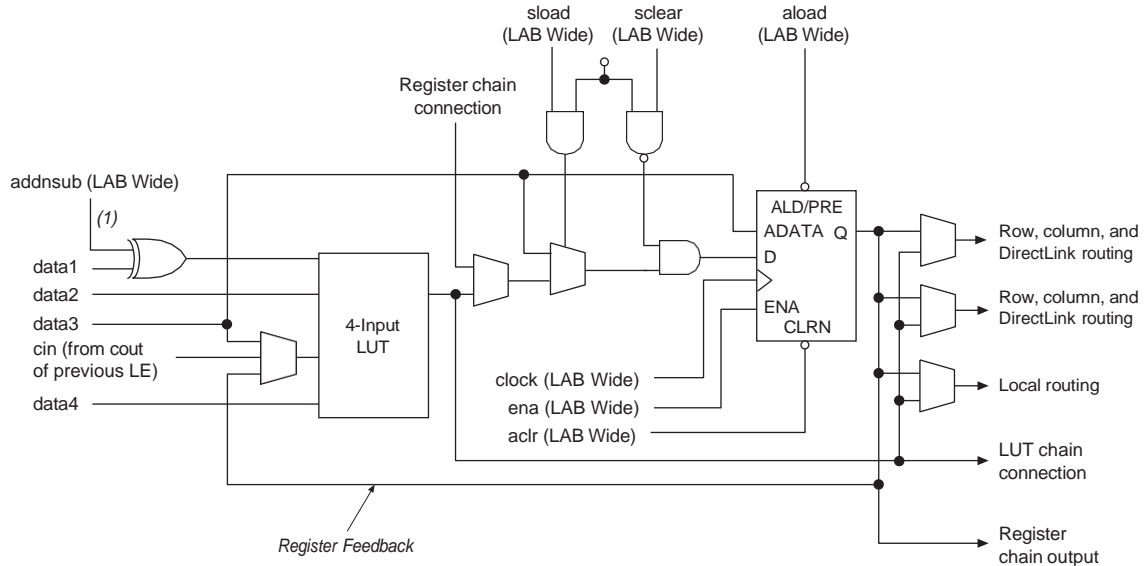 sload
(LAB Wide)
sclear
(LAB Wide)
aload
(LAB Wide)
Register chain
connection
addnsub (LAB Wide)
(1)
data1
data2
data3
cin (from cout
of previous LE)
data4
4-Input
LUT
ALD/PRE
ADATA Q
D
ENA
CLRN
clock (LAB Wide)
ena (LAB Wide)
aclr (LAB Wide)
Row, column, and
DirectLink routing
Row, column, and
DirectLink routing
Local routing
LUT chain
connection
Register
chain output
Register Feedback